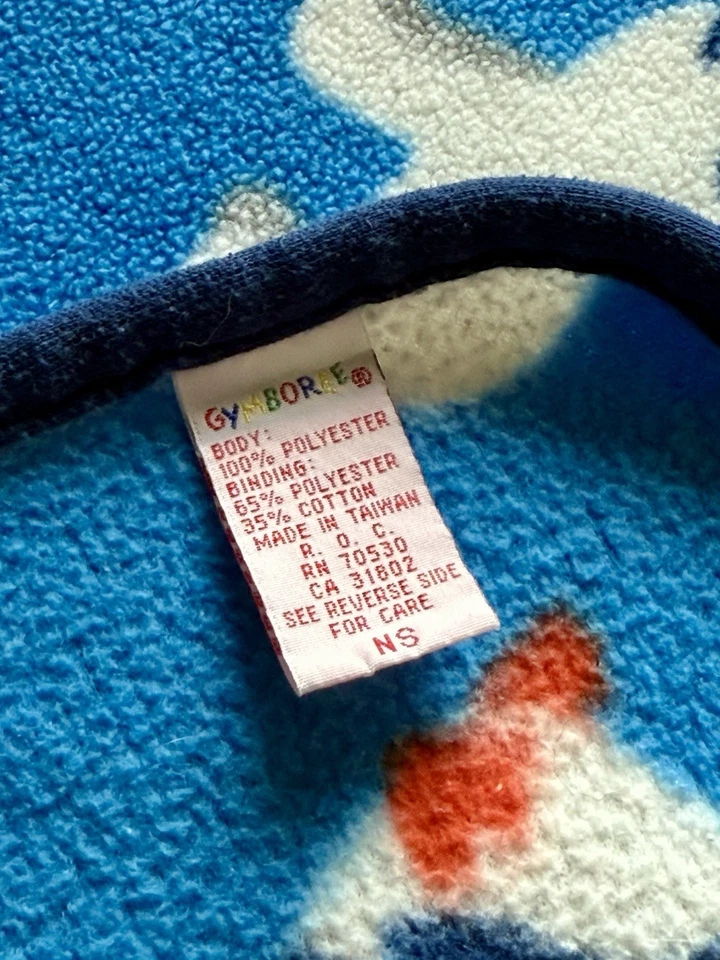 GYMBOREE®
BODY:
100% POLYESTER
BINDING:
65% POLYESTER
35% COTTON
MADE IN TAIWAN
R. O. C.
RN 70530
CA 31802
SEE REVERSE SIDE
FOR CARE
NS